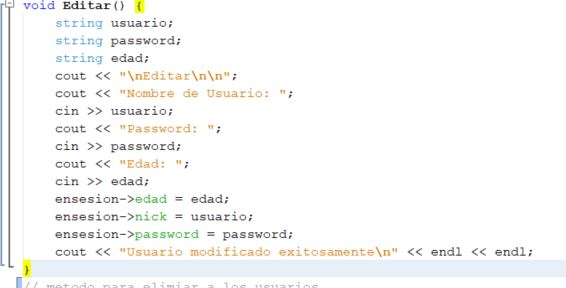 void Editar() {
string usuario;
string password;
string edad;
cout << "\nEditar\n\n";
cout << "Nombre de Usuario: ";
cin >> usuario;
cout << "Password: ";
cin >> password;
cout << "Edad: ";
cin >> edad;
ensesion->edad = edad;
ensesion->nick = usuario;
ensesion->password = password;
cout << "Usuario modificado exitosamente\n" << endl << endl;
}
// metodo para elimiar a los usuarios